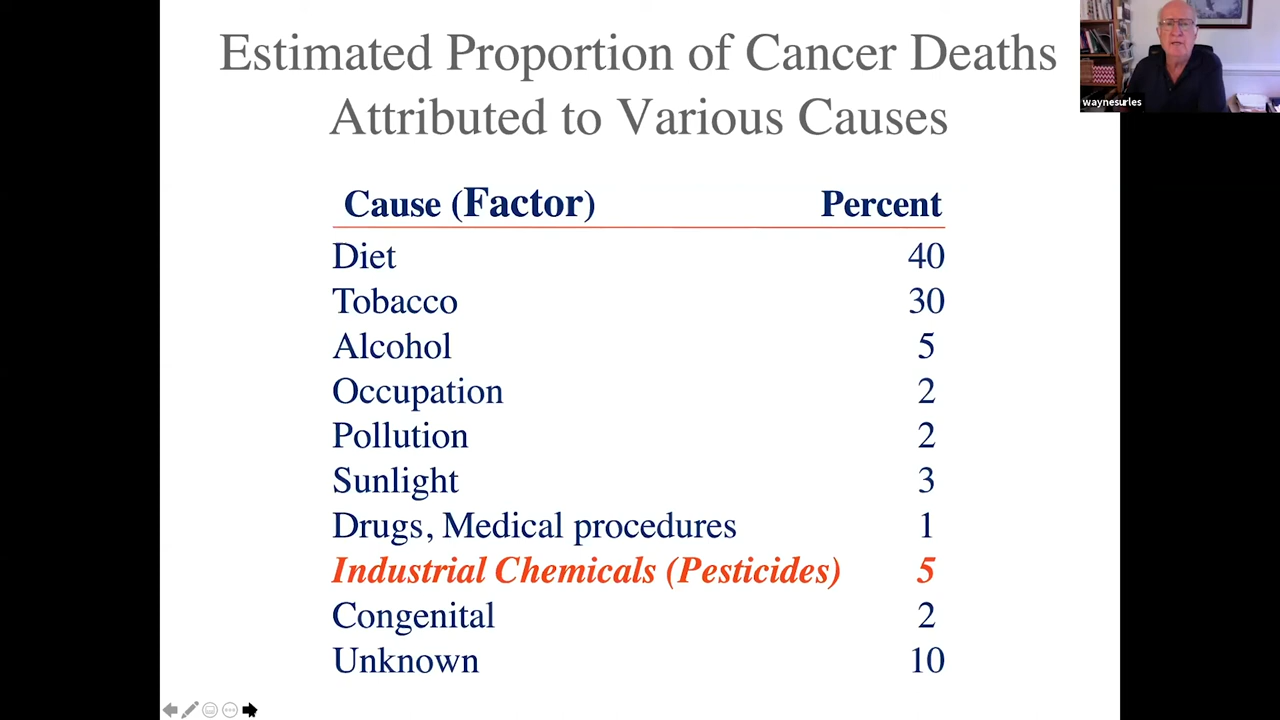 Estimated Proportion of Cancer Deaths
Attributed to Various Causes
waynesurles
Cause (Factor) Percent
Diet 40
Tobacco 30
Alcohol 5
Occupation 2
Pollution 2
Sunlight 3
Drugs, Medical procedures 1
Industrial Chemicals (Pesticides) 5
Congenital 2
Unknown 10